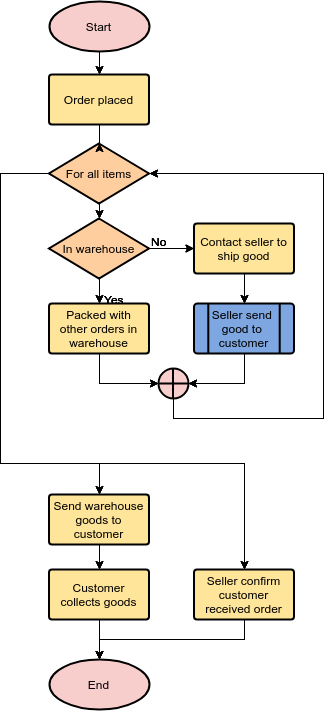 Start
Order placed
For all items
In warehouse
No
Contact seller to
ship good
Yes
Packed with
other orders in
warehouse
Seller send
good to
customer
Send warehouse
goods to
customer
Customer
collects goods
Seller confirm
customer
received order
End